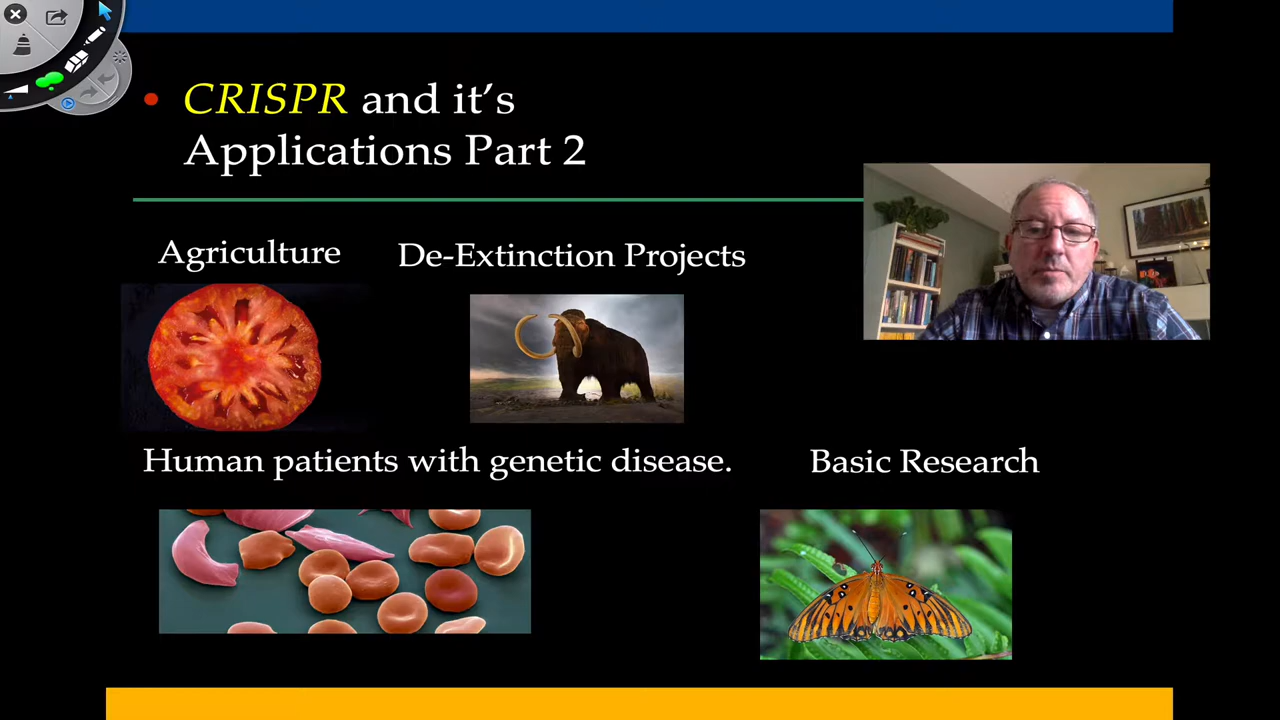 • CRISPR and it’s
Applications Part 2
Agriculture
De-Extinction Projects
Human patients with genetic disease.
Basic Research